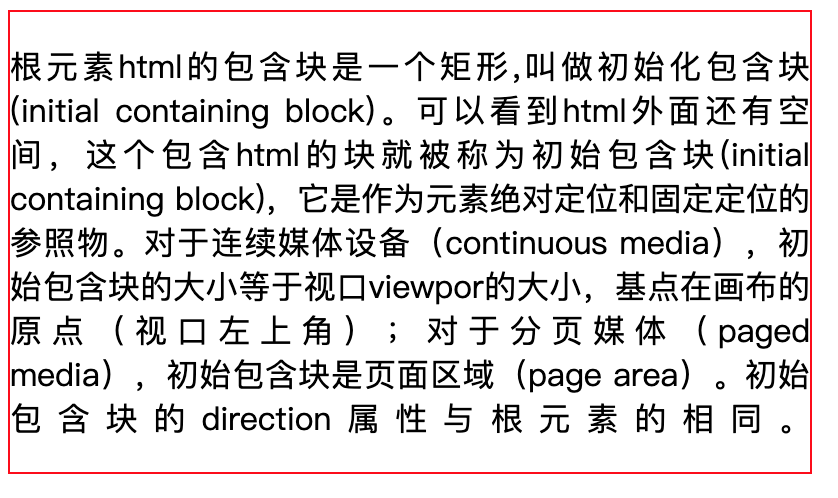 根元素html的包含块是一个矩形,叫做初始化包含块
(initial containing block)。可以看到html外面还有空
间，这个包含html的块就被称为初始包含块(initial
containing block)，它是作为元素绝对定位和固定定位的
参照物。对于连续媒体设备（continuous media），初
始包含块的大小等于视口viewpor的大小，基点在画布的
原点（视口左上角）；对于分页媒体（paged
media），初始包含块是页面区域（page area）。初始
包含块的direction属性与根元素的相同。